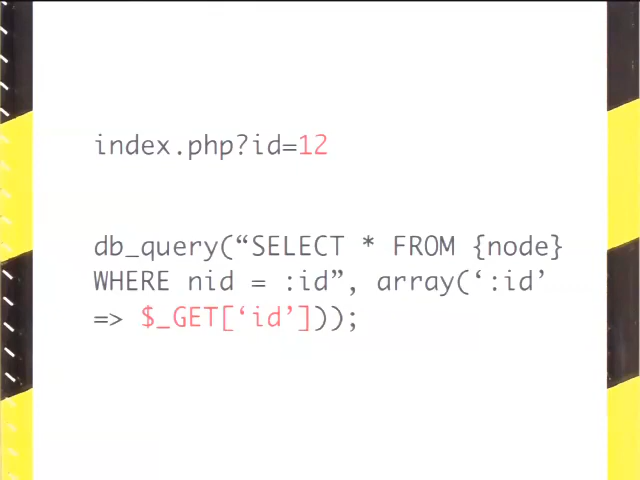 index.php?id=12
db_query(“SELECT * FROM {node}
WHERE nid = :id”, array(‘:id’
=> $_GET[‘id’]));